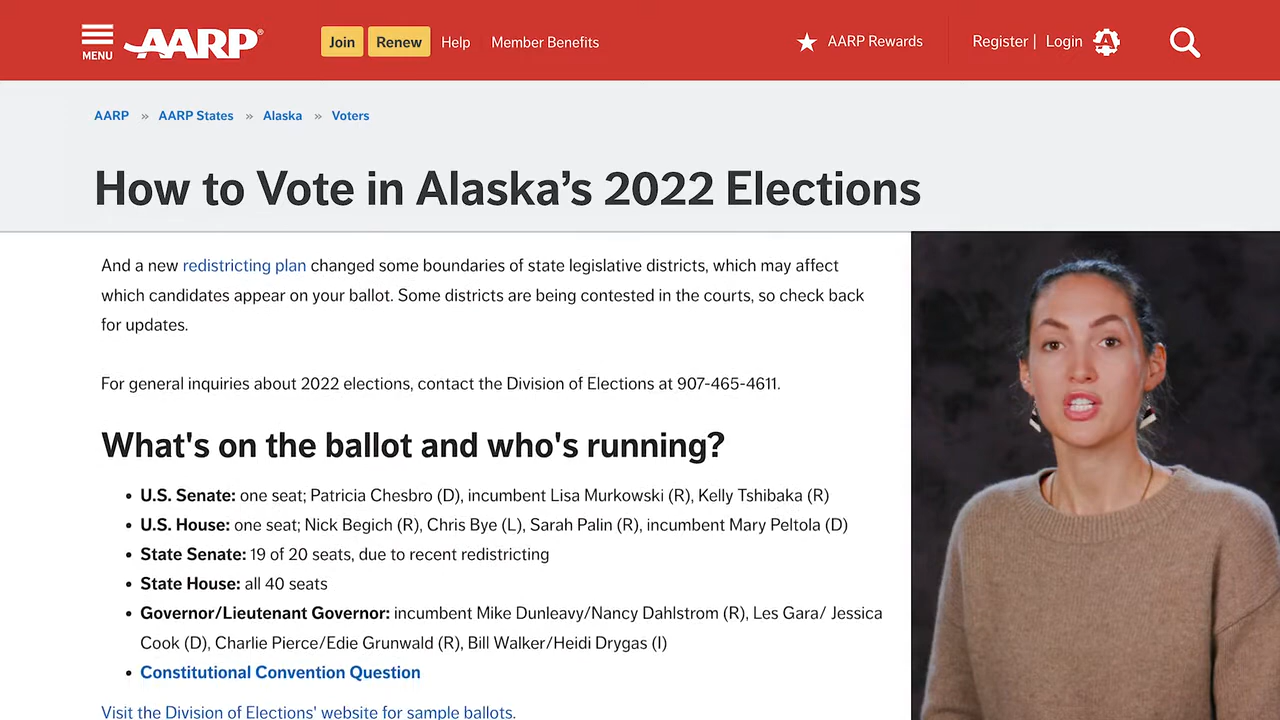 MENU
AARP®
Join
Renew
Help
Member Benefits
AARP Rewards
Register | Login
A
AARP » AARP States » Alaska » Voters
How to Vote in Alaska's 2022 Elections
And a new redistricting plan changed some boundaries of state legislative districts, which may affect
which candidates appear on your ballot. Some districts are being contested in the courts, so check back
for updates.
For general inquiries about 2022 elections, contact the Division of Elections at 907-465-4611.
What's on the ballot and who's running?
• U.S. Senate: one seat; Patricia Chesbro (D), incumbent Lisa Murkowski (R), Kelly Tshibaka (R)
• U.S. House: one seat; Nick Begich (R), Chris Bye (L), Sarah Palin (R), incumbent Mary Peltola (D)
• State Senate: 19 of 20 seats, due to recent redistricting
• State House: all 40 seats
• Governor/Lieutenant Governor: incumbent Mike Dunleavy/Nancy Dahlstrom (R), Les Gara/ Jessica
Cook (D), Charlie Pierce/Edie Grunwald (R), Bill Walker/Heidi Drygas (I)
• Constitutional Convention Question
Visit the Division of Elections' website for sample ballots.